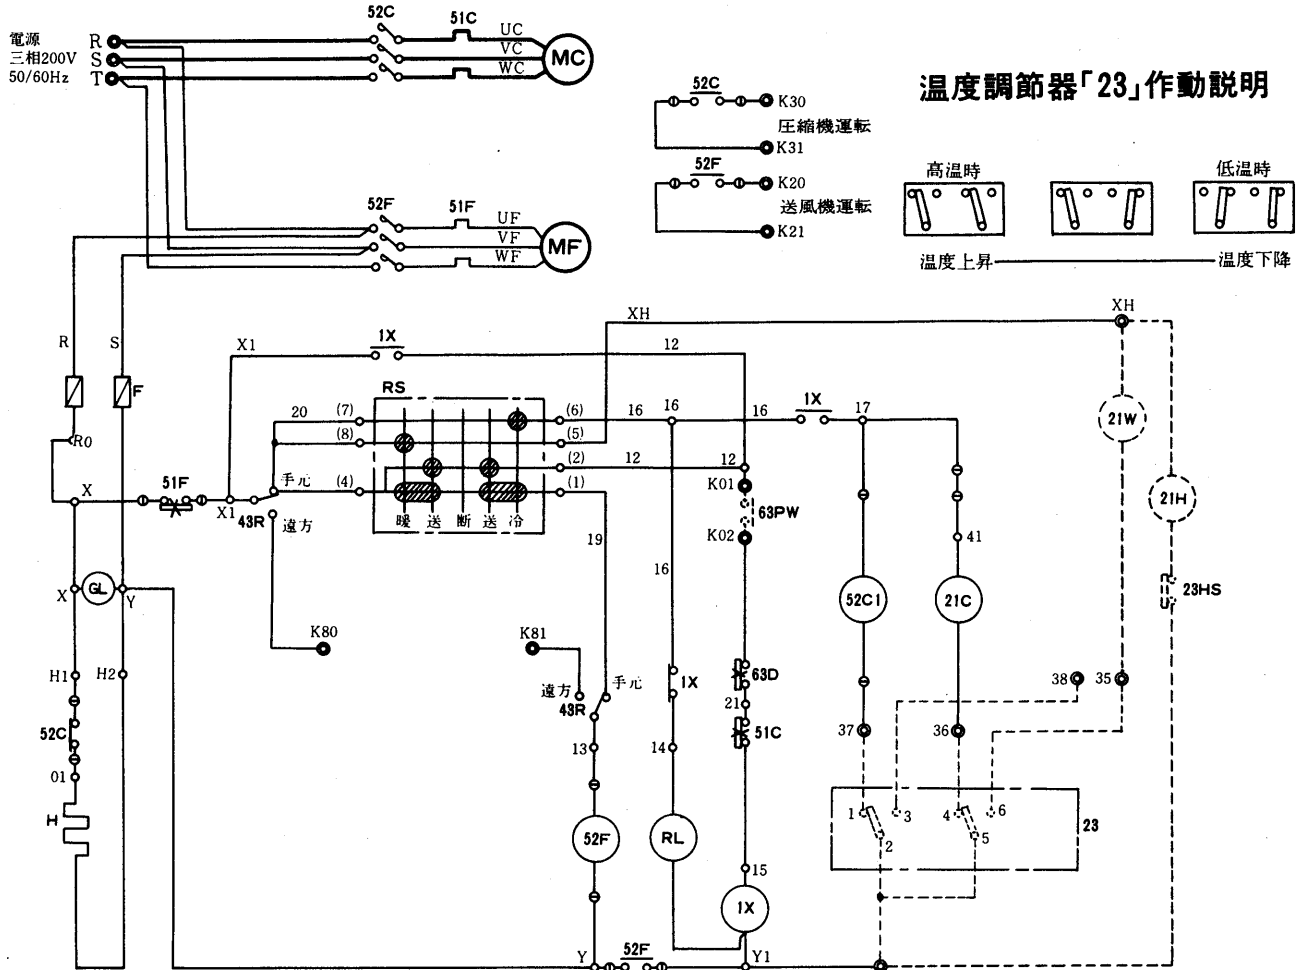 電源
三相200V
50/60Hz
R
S
T
52C
51C
UC
VC
WC
MC
52C
K30
圧縮機運転
K31
52F
K20
送風機運転
K21
温度調節器「23」作動説明
高温時
低温時
温度上昇
温度下降
52F
51F
UF
VF
WF
MF
R
S
F
R0
X1
1X
12
XH
XH
RS
20
(7)
(8)
(4)
(6)
(5)
(2)
(1)
16
16
16
1X
17
12
12
暖
送
断
送
冷
X
51F
X1
43R
手元
遠方
K01
63PW
K02
21W
21H
23HS
19
16
41
52C1
21C
X
GL
Y
K80
K81
H1
H2
遠方
43R
手元
1X
63D
21
51C
38
35
37
36
52C
01
H
13
14
52F
RL
15
1X
1
2
3
4
5
6
23
Y
52F
Y1